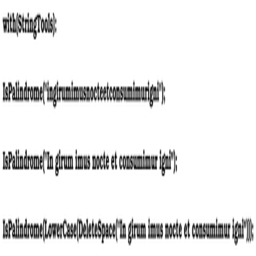 with(StringTools);
IsPalindrome("ingirumimusnocteetconsumimurigni");
IsPalindrome("In girum imus nocte et consumimur igni");
IsPalindrome(LowerCase(DeleteSpace("In girum imus nocte et consumimur igni")));